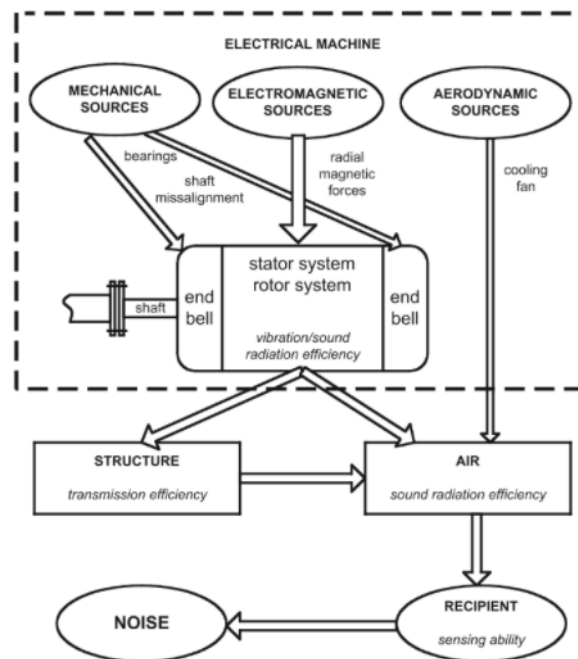 ELECTRICAL MACHINE
MECHANICAL
SOURCES
ELECTROMAGNETIC
SOURCES
AERODYNAMIC
SOURCES
bearings
shaft
missalignment
radial
magnetic
forces
cooling
fan
shaft
end
bell
stator system
rotor system
vibration/sound
radiation efficiency
end
bell
STRUCTURE
transmission efficiency
AIR
sound radiation efficiency
NOISE
RECIPIENT
sensing ability